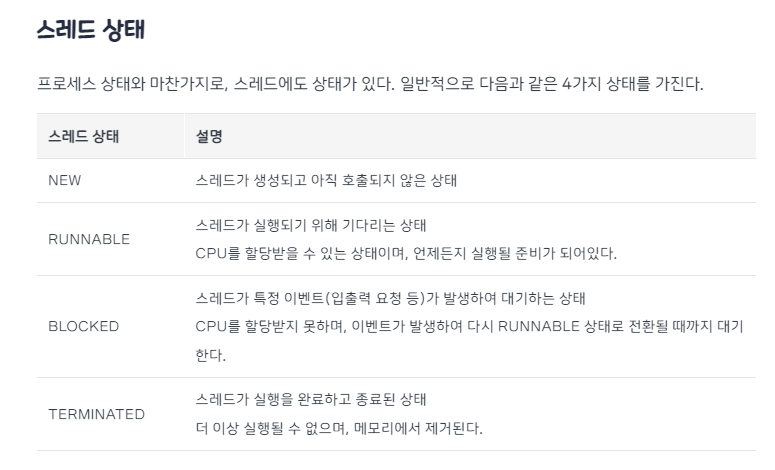 스레드 상태
프로세스 상태와 마찬가지로, 스레드에도 상태가 있다. 일반적으로 다음과 같은 4가지 상태를 가진다.
스레드 상태 설명
NEW 스레드가 생성되고 아직 호출되지 않은 상태
RUNNABLE 스레드가 실행되기 위해 기다리는 상태
CPU를 할당받을 수 있는 상태이며, 언제든지 실행될 준비가 되어있다.
BLOCKED 스레드가 특정 이벤트(입출력 요청 등)가 발생하여 대기하는 상태
CPU를 할당받지 못하며, 이벤트가 발생하여 다시 RUNNABLE 상태로 전환될 때까지 대기
한다.
TERMINATED 스레드가 실행을 완료하고 종료된 상태
더 이상 실행될 수 없으며, 메모리에서 제거된다.